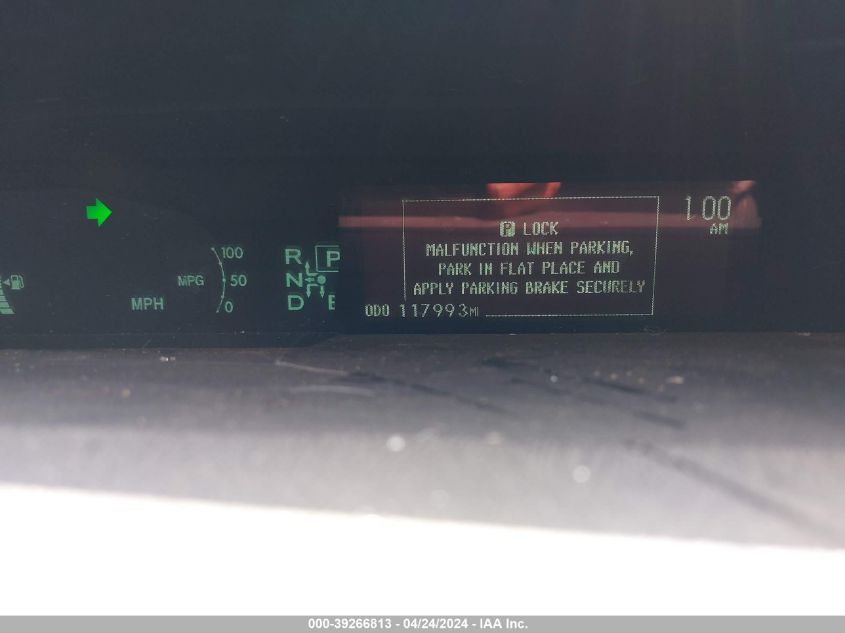 1:00
AM
P LOCK
MALFUNCTION WHEN PARKING,
PARK IN FLAT PLACE AND
APPLY PARKING BRAKE SECURELY
ODO 117993MI
100
MPG 50
MPH 0
R P
N
D B
000-39266813 - 04/24/2024 - IAA Inc.